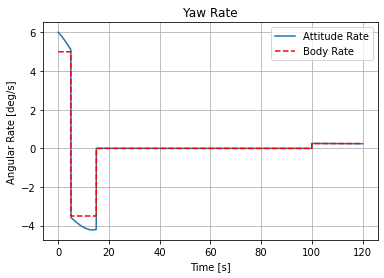 Yaw Rate
Attitude Rate
Body Rate
6
4
2
0
−2
−4
Angular Rate [deg/s]
0 20 40 60 80 100 120
Time [s]